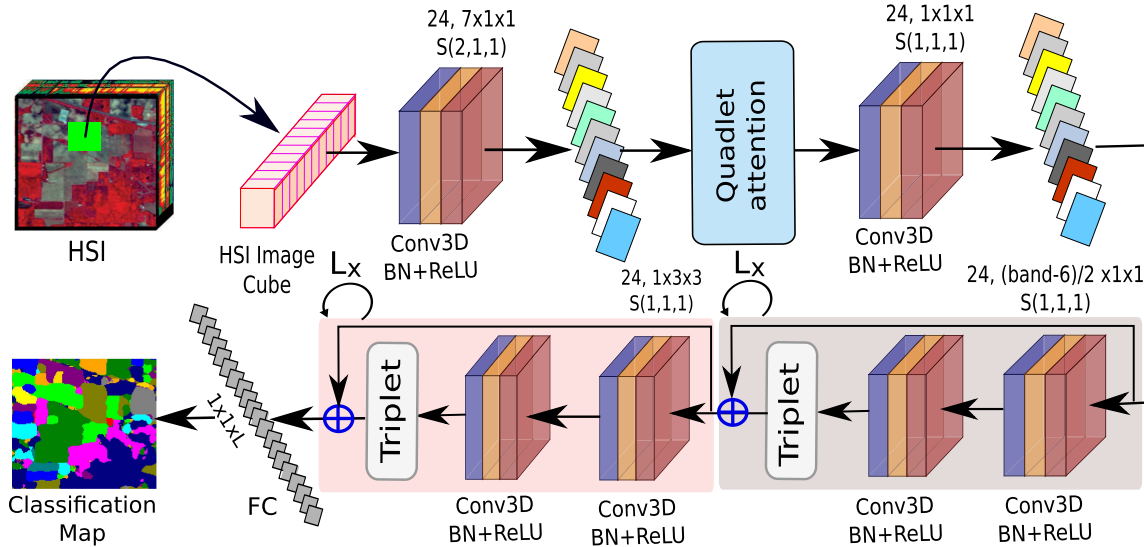 24, 7x1x1
S(2,1,1)
24, 1x1x1
S(1,1,1)
Quadlet
attention
HSI
HSI Image
Cube
Conv3D
BN+ReLU
Conv3D
BN+ReLU
Lx
24, 1x3x3
S(1,1,1)
Lx
24, (band-6)/2 x1x1
S(1,1,1)
Triplet
Triplet
1x1xL
Classification
Map
FC
Conv3D
BN+ReLU
Conv3D
BN+ReLU
Conv3D
BN+ReLU
Conv3D
BN+ReLU